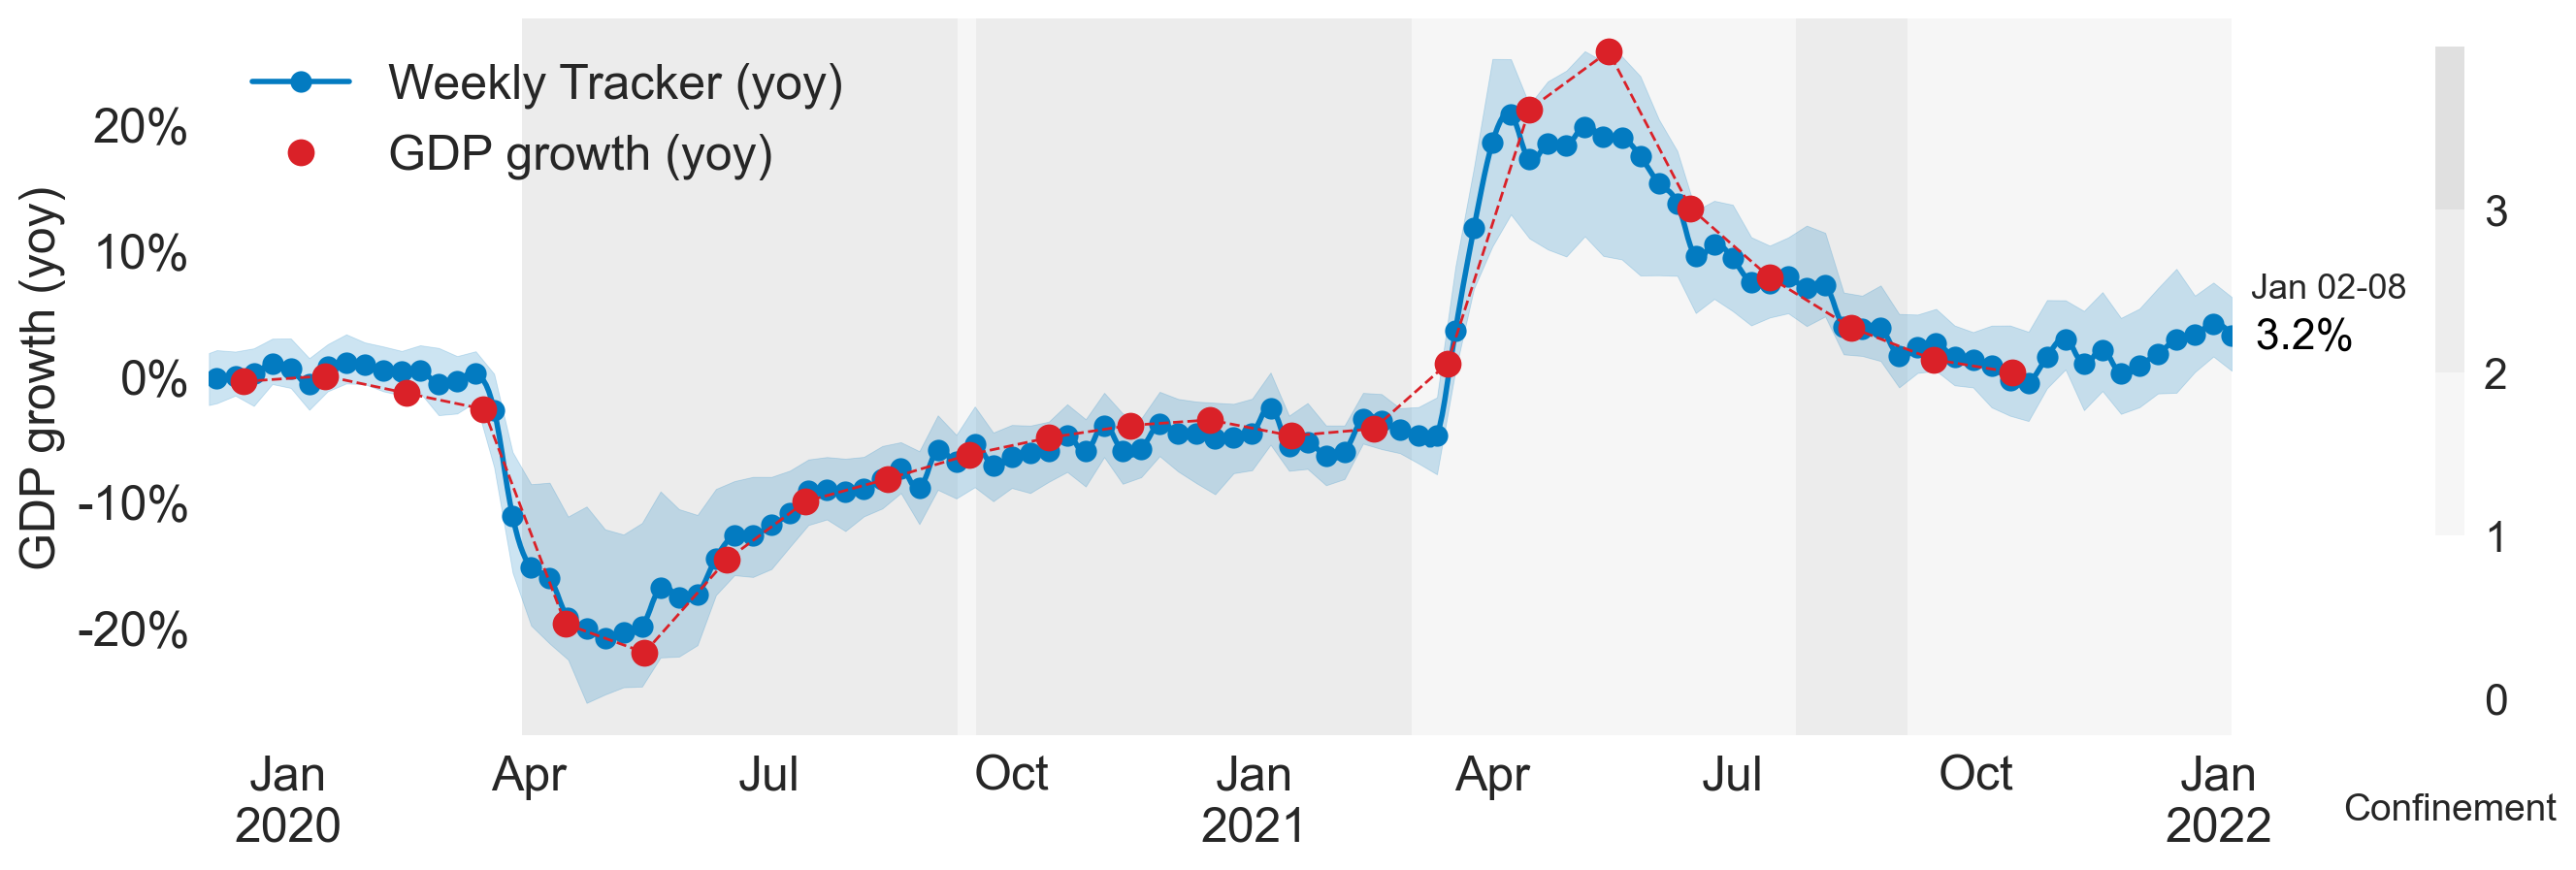 Weekly Tracker (yoy)
GDP growth (yoy)
GDP growth (yoy)
20%
10%
0%
-10%
-20%
Jan 02-08
3.2%
3
2
1
0
Jan Apr Jul Oct Jan Apr Jul Oct Jan
2020 2021 2022
Confinement